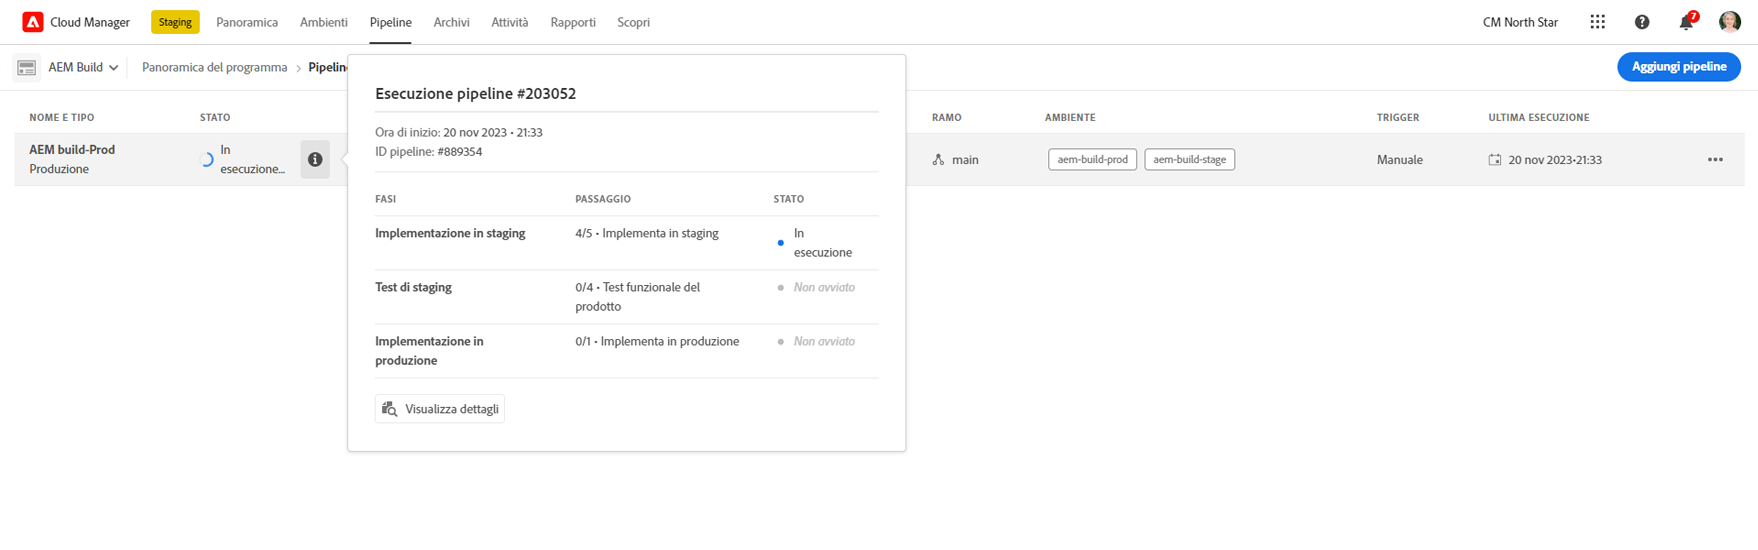 Cloud Manager Staging Panoramica Ambienti Pipeline Archivi Attività Rapporti Scopri CM North Star 7
AEM Build Panoramica del programma › Pipeline Aggiungi pipeline
NOME E TIPO STATO RAMO AMBIENTE TRIGGER ULTIMA ESECUZIONE
AEM build-Prod
Produzione
In
esecuzione...
main aem-build-prod aem-build-stage Manuale 20 nov 2023•21:33
Esecuzione pipeline #203052
Ora di inizio: 20 nov 2023 • 21:33
ID pipeline: #889354
FASI PASSAGGIO STATO
Implementazione in staging 4/5 • Implementa in staging In
esecuzione
Test di staging 0/4 • Test funzionale del Non avviato
prodotto
Implementazione in 0/1 • Implementa in produzione Non avviato
produzione
Visualizza dettagli